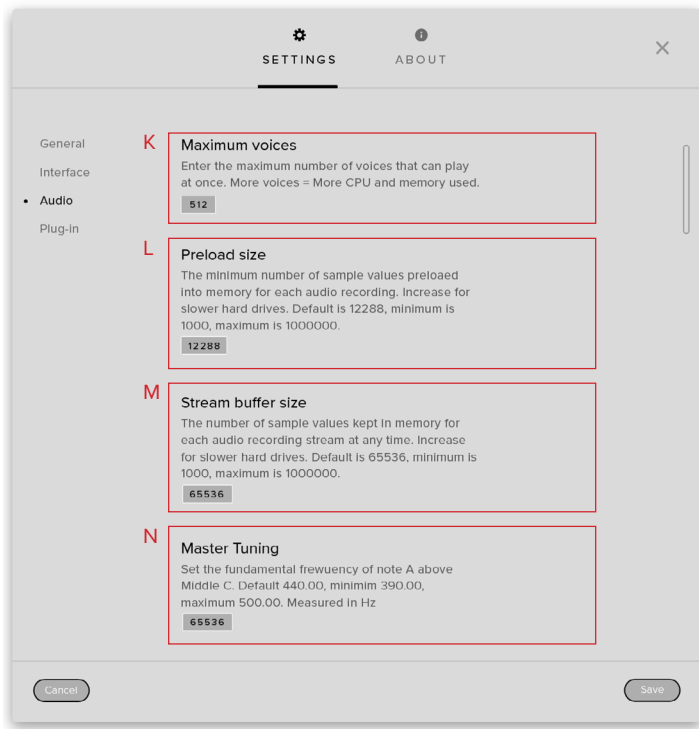 SETTINGS
ABOUT
General
Interface
Audio
Plug-in
K
Maximum voices
Enter the maximum number of voices that can play
at once. More voices = More CPU and memory used.
512
L
Preload size
The minimum number of sample values preloaed
into memory for each audio recording. Increase for
slower hard drives. Default is 12288, minimum is
1000, maximum is 1000000.
12288
M
Stream buffer size
The number of sample values kept in memory for
each audio recording stream at any time. Increase
for slower hard drives. Default is 65536, minimum is
1000, maximum is 1000000.
65536
N
Master Tuning
Set the fundamental frewuency of note A above
Middle C. Default 440.00, minimim 390.00,
maximum 500.00. Measured in Hz
65536
Cancel
Save